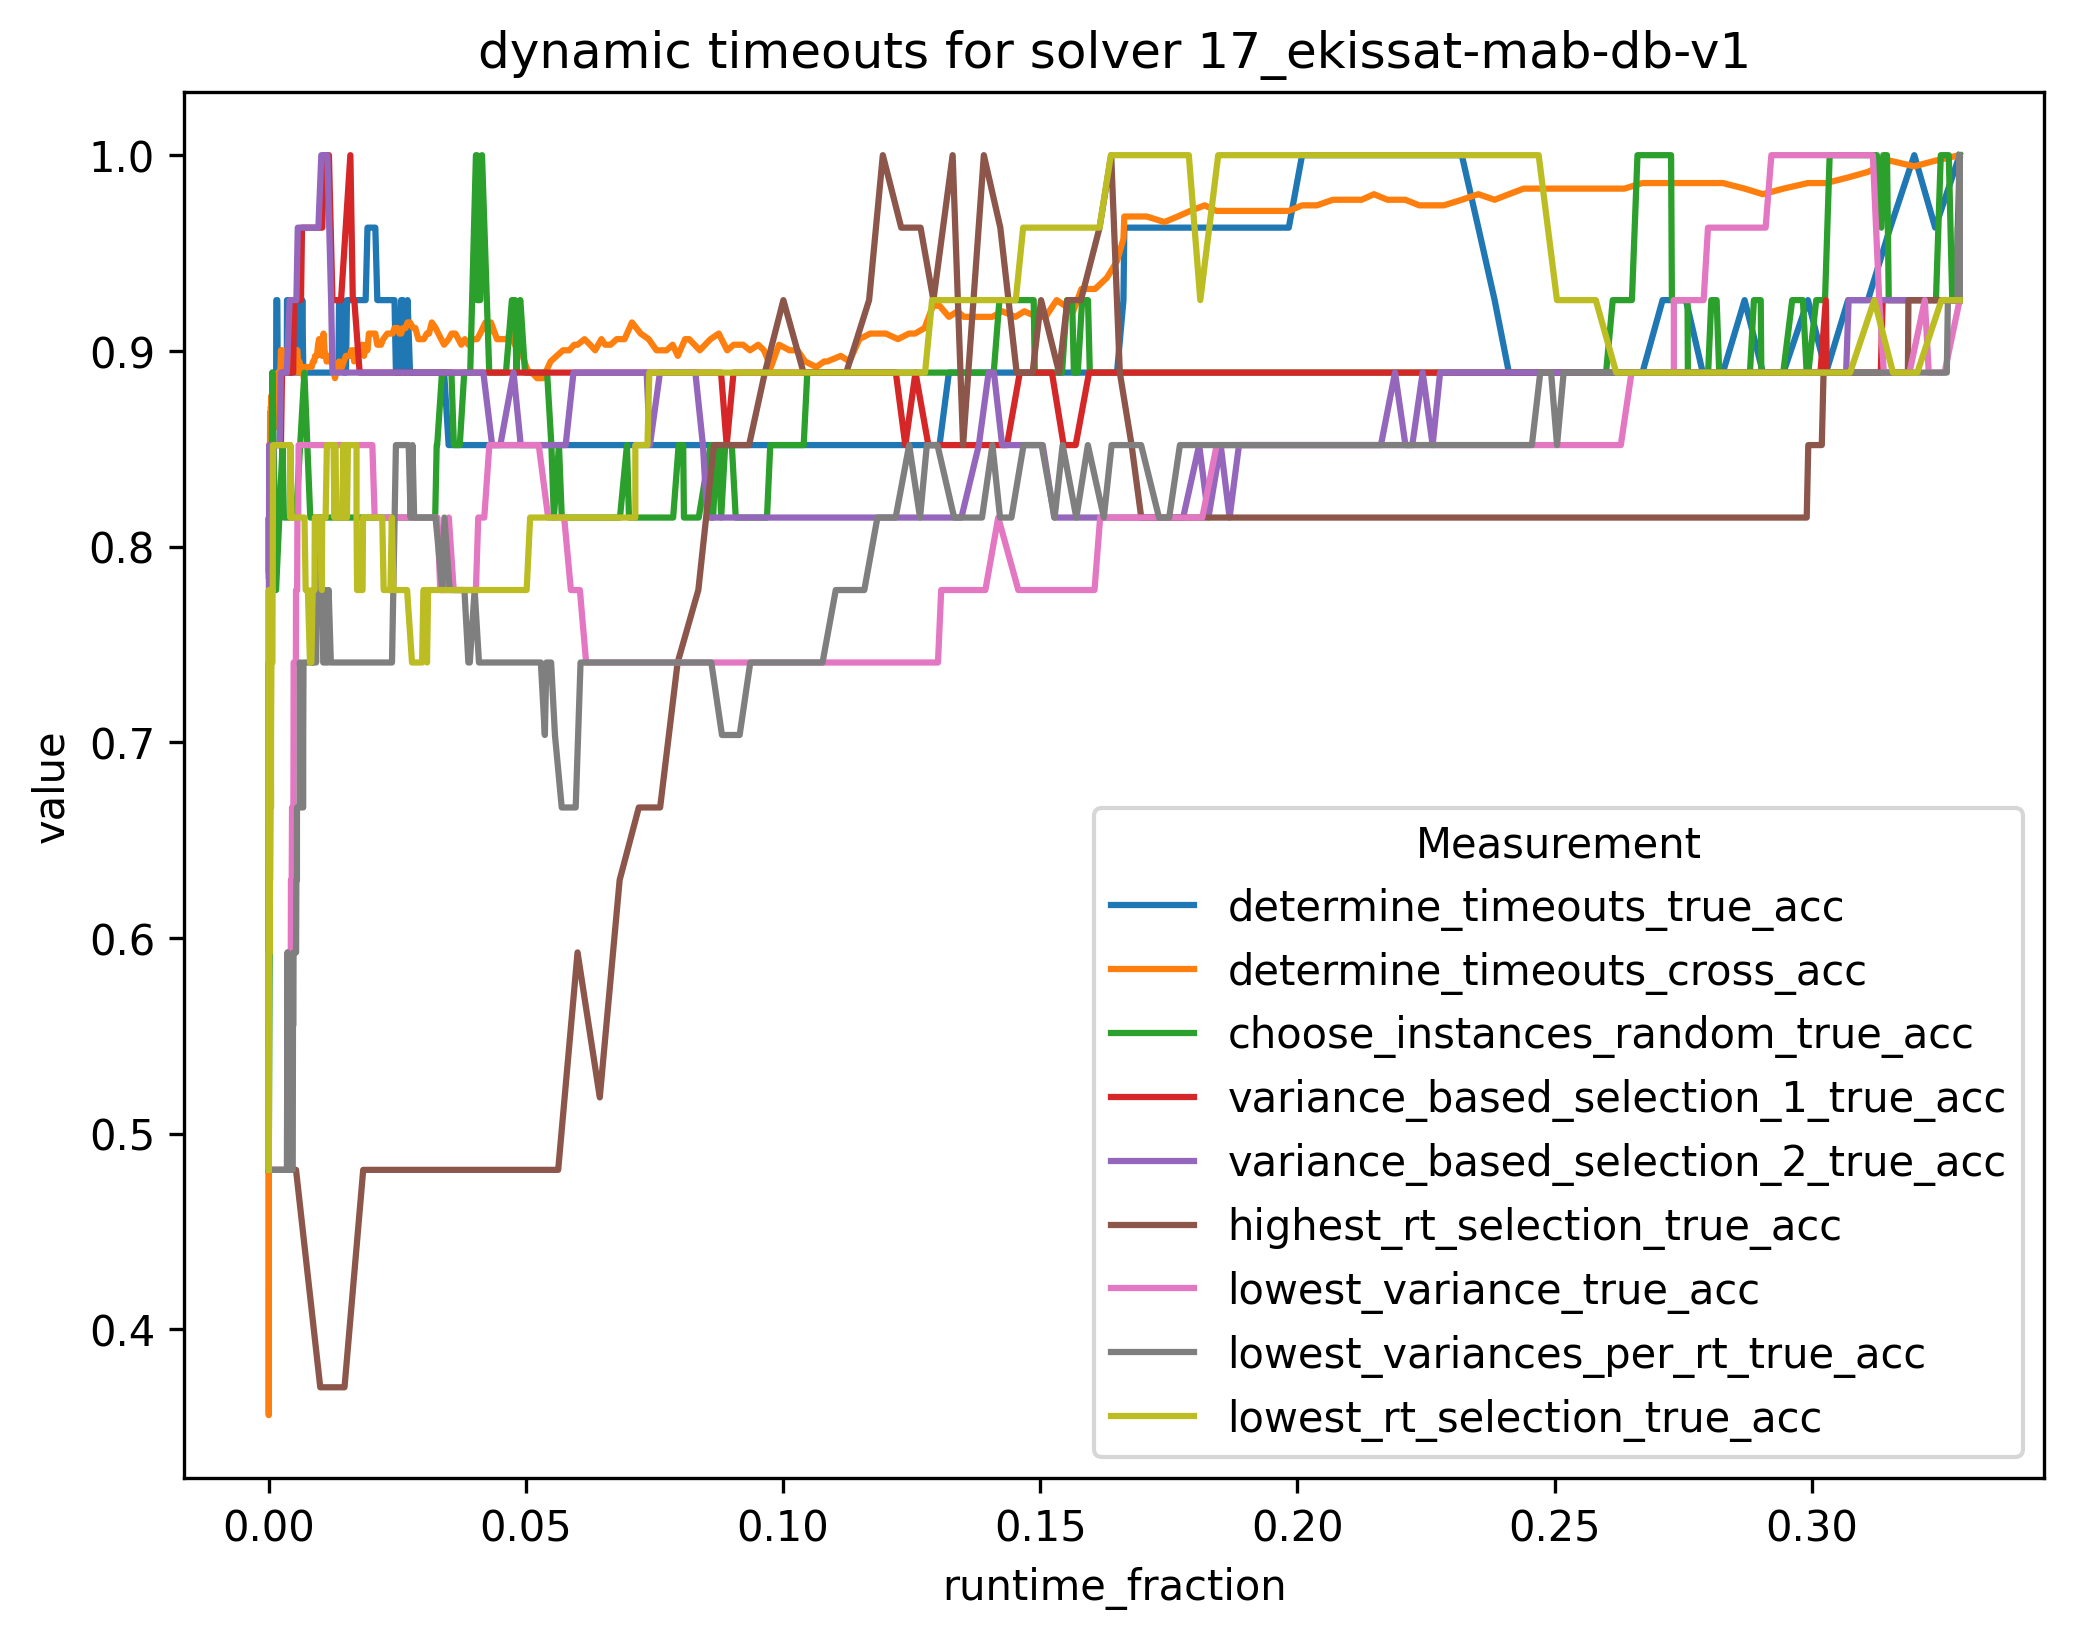 dynamic timeouts for solver 17_ekissat-mab-db-v1
value
1.0
0.9
0.8
0.7
0.6
0.5
0.4
Measurement
determine_timeouts_true_acc
determine_timeouts_cross_acc
choose_instances_random_true_acc
variance_based_selection_1_true_acc
variance_based_selection_2_true_acc
highest_rt_selection_true_acc
lowest_variance_true_acc
lowest_variances_per_rt_true_acc
lowest_rt_selection_true_acc
0.00 0.05 0.10 0.15 0.20 0.25 0.30
runtime_fraction